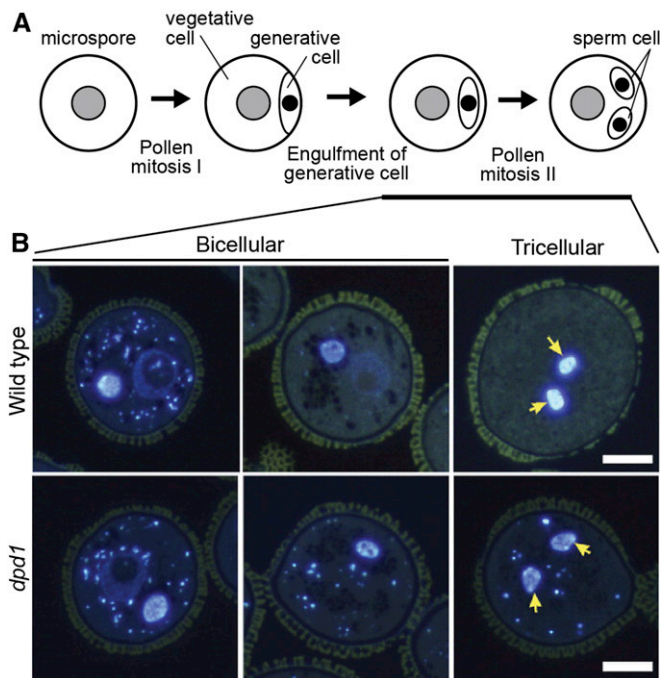 A
microspore
vegetative
cell
generative
cell
sperm cell
Pollen
mitosis I
Engulfment of
generative cell
Pollen
mitosis II
B
Bicellular
Tricellular
Wild type
dpd1